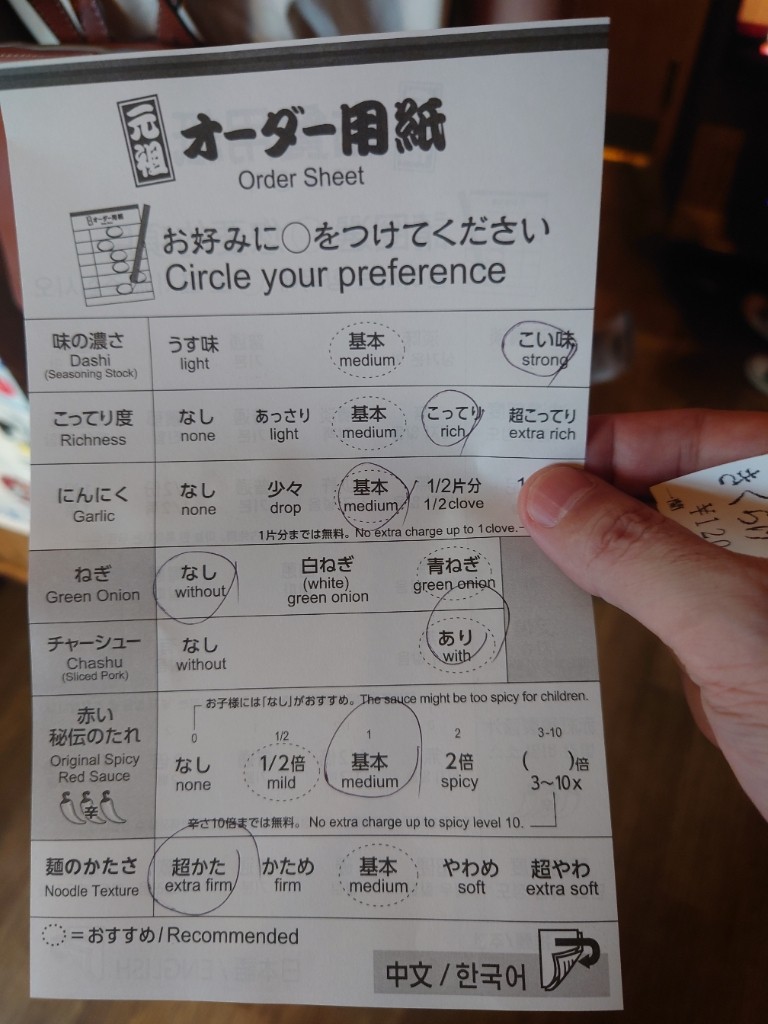 元祖 オーダー用紙
Order Sheet
お好みに○をつけてください
Circle your preference
味の濃さ うす味 基本 こい味
Dashi light medium strong
(Seasoning Stock)
こってり度 なし あっさり 基本 こってり 超こってり
Richness none light medium rich extra rich
にんにく なし 少々 基本 1/2片分
Garlic none drop medium 1/2clove
1片分までは無料。No extra charge up to 1clove.
ねぎ なし 白ねぎ 青ねぎ
Green Onion without (white) green onion
green onion
チャーシュー なし あり
Chashu without with
(Sliced Pork)
お子様には「なし」がおすすめ。The sauce might be too spicy for children.
赤い
秘伝のたれ
0 1/2 1 2 3-10
Original Spicy
Red Sauce
なし 1/2倍 基本 2倍 ( )倍
none mild medium spicy 3〜10x
辛
辛さ10倍までは無料。 No extra charge up to spicy level 10.
麺のかたさ 超かた かため 基本 やわめ 超やわ
Noodle Texture extra firm firm medium soft extra soft
=おすすめ/Recommended
中文 / 한국어
きくらげ
¥120